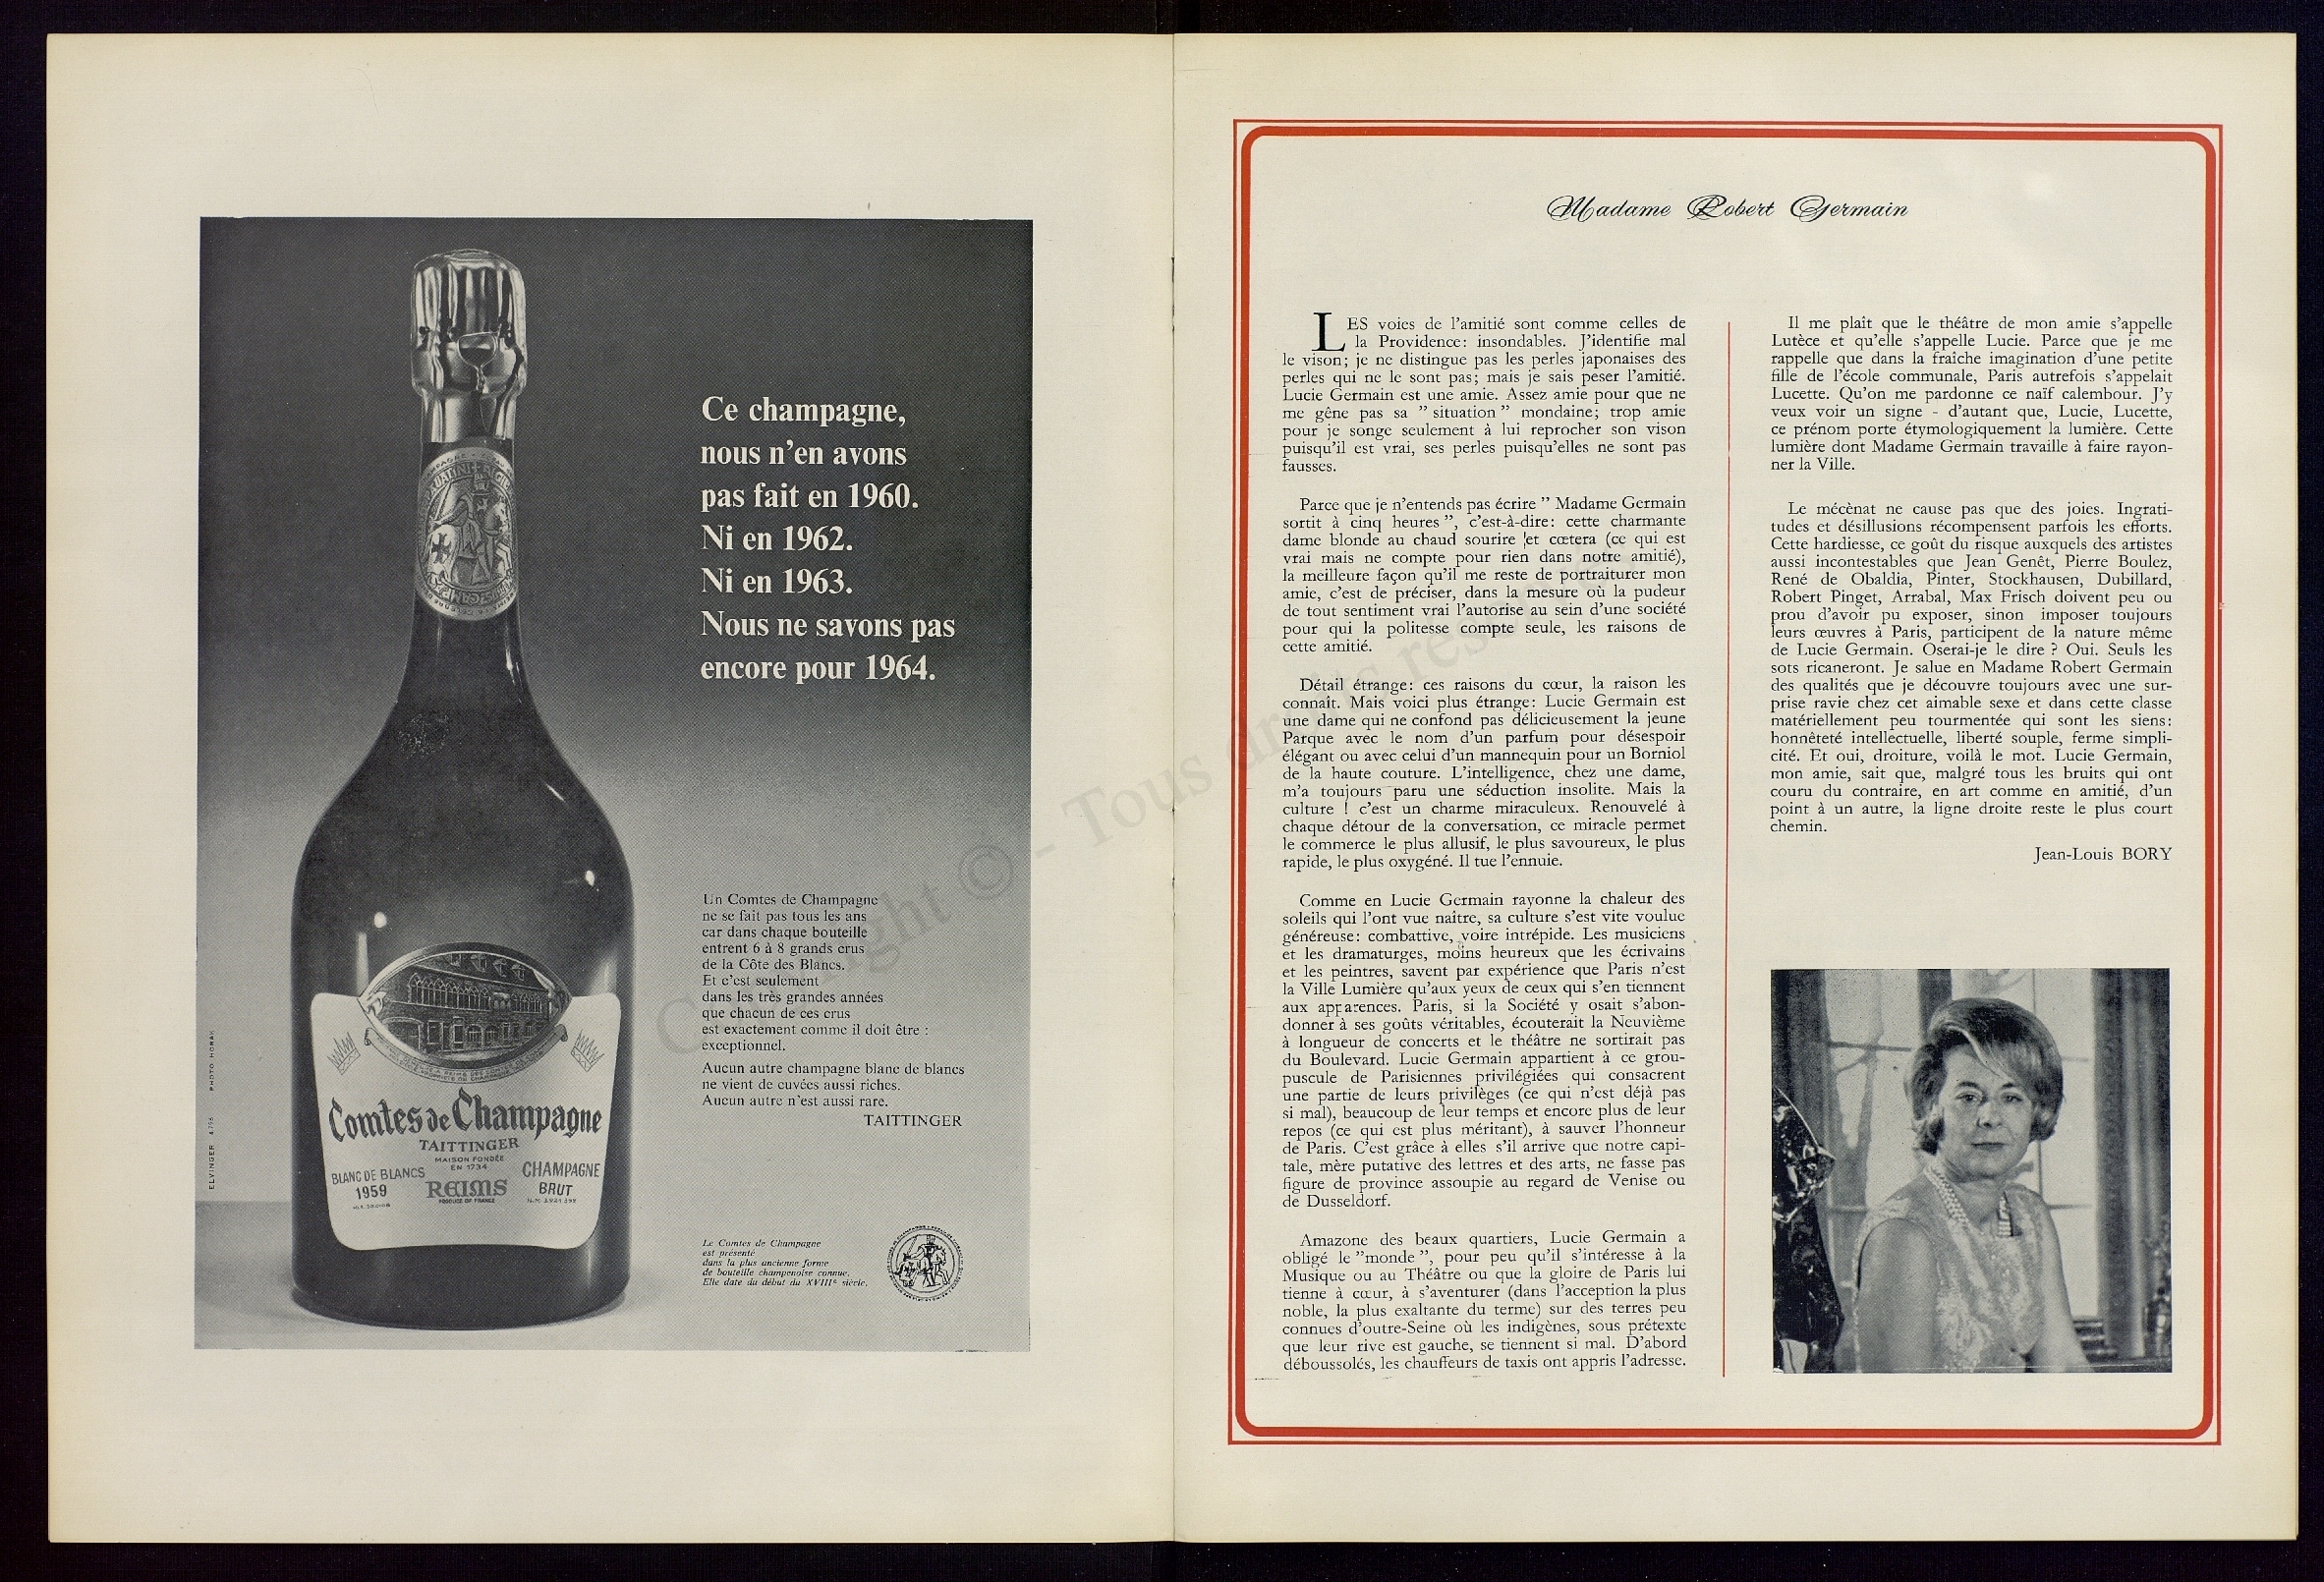 Ce champagne,
nous n'en avons
pas fait en 1960.
Ni en 1962.
Ni en 1963.
Nous ne savons pas
encore pour 1964.
Un Comtes de Champagne
ne se fait pas tous les ans
car dans chaque bouteille
entrent 6 à 8 grands crus
de la Côte des Blancs.
Et c'est seulement
dans les très grandes années
que chacun de ces crus
est exactement comme il doit être :
exceptionnel.
Aucun autre champagne blanc de blancs
ne vient de cuvées aussi riches.
Aucun autre n'est aussi rare.
TAITTINGER
Le Comtes de Champagne
est présenté
dans la plus ancienne forme
de bouteille champenoise connue.
Elle date du début du XVIIIe siècle.
ELVINGER PHOTO HORAK
Comtes de Champagne
TAITTINGER
MAISON FONDÉE
EN 1734
BLANC DE BLANCS
1959
REIMS
PRODUCE OF FRANCE
CHAMPAGNE
BRUT
Copyright © - Tous droits réservés
Madame Robert Germain
LES voies de l'amitié sont comme celles de
la Providence: insondables. J'identifie mal
le vison; je ne distingue pas les perles japonaises des
perles qui ne le sont pas; mais je sais peser l'amitié.
Lucie Germain est une amie. Assez amie pour que ne
me gêne pas sa " situation " mondaine; trop amie
pour je songe seulement à lui reprocher son vison
puisqu'il est vrai, ses perles puisqu'elles ne sont pas
fausses.
Parce que je n'entends pas écrire " Madame Germain
sortit à cinq heures ", c'est-à-dire: cette charmante
dame blonde au chaud sourire et cœtera (ce qui est
vrai mais ne compte pour rien dans notre amitié),
la meilleure façon qu'il me reste de portraiturer mon
amie, c'est de préciser, dans la mesure où la pudeur
de tout sentiment vrai l'autorise au sein d'une société
pour qui la politesse compte seule, les raisons de
cette amitié.
Détail étrange: ces raisons du cœur, la raison les
connaît. Mais voici plus étrange: Lucie Germain est
une dame qui ne confond pas délicieusement la jeune
Parque avec le nom d'un parfum pour désespoir
élégant ou avec celui d'un mannequin pour un Borniol
de la haute couture. L'intelligence, chez une dame,
m'a toujours paru une séduction insolite. Mais la
culture ! c'est un charme miraculeux. Renouvelé à
chaque détour de la conversation, ce miracle permet
le commerce le plus allusif, le plus savoureux, le plus
rapide, le plus oxygéné. Il tue l'ennuie.
Comme en Lucie Germain rayonne la chaleur des
soleils qui l'ont vue naître, sa culture s'est vite voulue
généreuse: combattive, voire intrépide. Les musiciens
et les dramaturges, moins heureux que les écrivains
et les peintres, savent par expérience que Paris n'est
la Ville Lumière qu'aux yeux de ceux qui s'en tiennent
aux apparences. Paris, si la Société y osait s'abon-
donner à ses goûts véritables, écouterait la Neuvième
à longueur de concerts et le théâtre ne sortirait pas
du Boulevard. Lucie Germain appartient à ce grou-
puscule de Parisiennes privilégiées qui consacrent
une partie de leurs privilèges (ce qui n'est déjà pas
si mal), beaucoup de leur temps et encore plus de leur
repos (ce qui est plus méritant), à sauver l'honneur
de Paris. C'est grâce à elles s'il arrive que notre capi-
tale, mère putative des lettres et des arts, ne fasse pas
figure de province assoupie au regard de Venise ou
de Dusseldorf.
Amazone des beaux quartiers, Lucie Germain a
obligé le "monde ", pour peu qu'il s'intéresse à la
Musique ou au Théâtre ou que la gloire de Paris lui
tienne à cœur, à s'aventurer (dans l'acception la plus
noble, la plus exaltante du terme) sur des terres peu
connues d'outre-Seine où les indigènes, sous prétexte
que leur rive est gauche, se tiennent si mal. D'abord
déboussolés, les chauffeurs de taxis ont appris l'adresse.
Il me plaît que le théâtre de mon amie s'appelle
Lutèce et qu'elle s'appelle Lucie. Parce que je me
rappelle que dans la fraîche imagination d'une petite
fille de l'école communale, Paris autrefois s'appelait
Lucette. Qu'on me pardonne ce naïf calembour. J'y
veux voir un signe - d'autant que, Lucie, Lucette,
ce prénom porte étymologiquement la lumière. Cette
lumière dont Madame Germain travaille à faire rayon-
ner la Ville.
Le mécènat ne cause pas que des joies. Ingrati-
tudes et désillusions récompensent parfois les efforts.
Cette hardiesse, ce goût du risque auxquels des artistes
aussi incontestables que Jean Genêt, Pierre Boulez,
René de Obaldia, Pinter, Stockhausen, Dubillard,
Robert Pinget, Arrabal, Max Frisch doivent peu ou
prou d'avoir pu exposer, sinon imposer toujours
leurs œuvres à Paris, participent de la nature même
de Lucie Germain. Oserai-je le dire ? Oui. Seuls les
sots ricaneront. Je salue en Madame Robert Germain
des qualités que je découvre toujours avec une sur-
prise ravie chez cet aimable sexe et dans cette classe
matériellement peu tourmentée qui sont les siens:
honnêteté intellectuelle, liberté souple, ferme simpli-
cité. Et oui, droiture, voilà le mot. Lucie Germain,
mon amie, sait que, malgré tous les bruits qui ont
couru du contraire, en art comme en amitié, d'un
point à un autre, la ligne droite reste le plus court
chemin.
Jean-Louis BORY